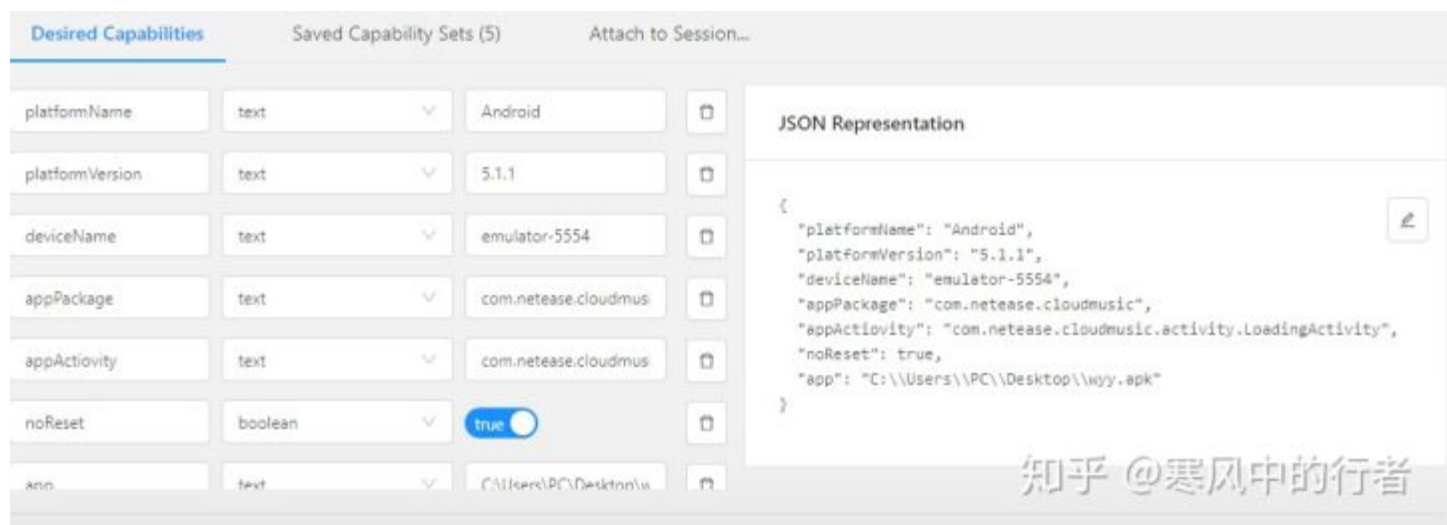 Desired Capabilities Saved Capability Sets (5) Attach to Session...
platformName text Android
platformVersion text 5.1.1
deviceName text emulator-5554
appPackage text com.netease.cloudmus
appActiovity text com.netease.cloudmus
noReset boolean true
app text C:\Users\PC\Desktop\w
JSON Representation
{
"platformName": "Android",
"platformVersion": "5.1.1",
"deviceName": "emulator-5554",
"appPackage": "com.netease.cloudmusic",
"appActiovity": "com.netease.cloudmusic.activity.LoadingActivity",
"noReset": true,
"app": "C:\\Users\\PC\\Desktop\\wyy.apk"
}
知乎 @寒风中的行者